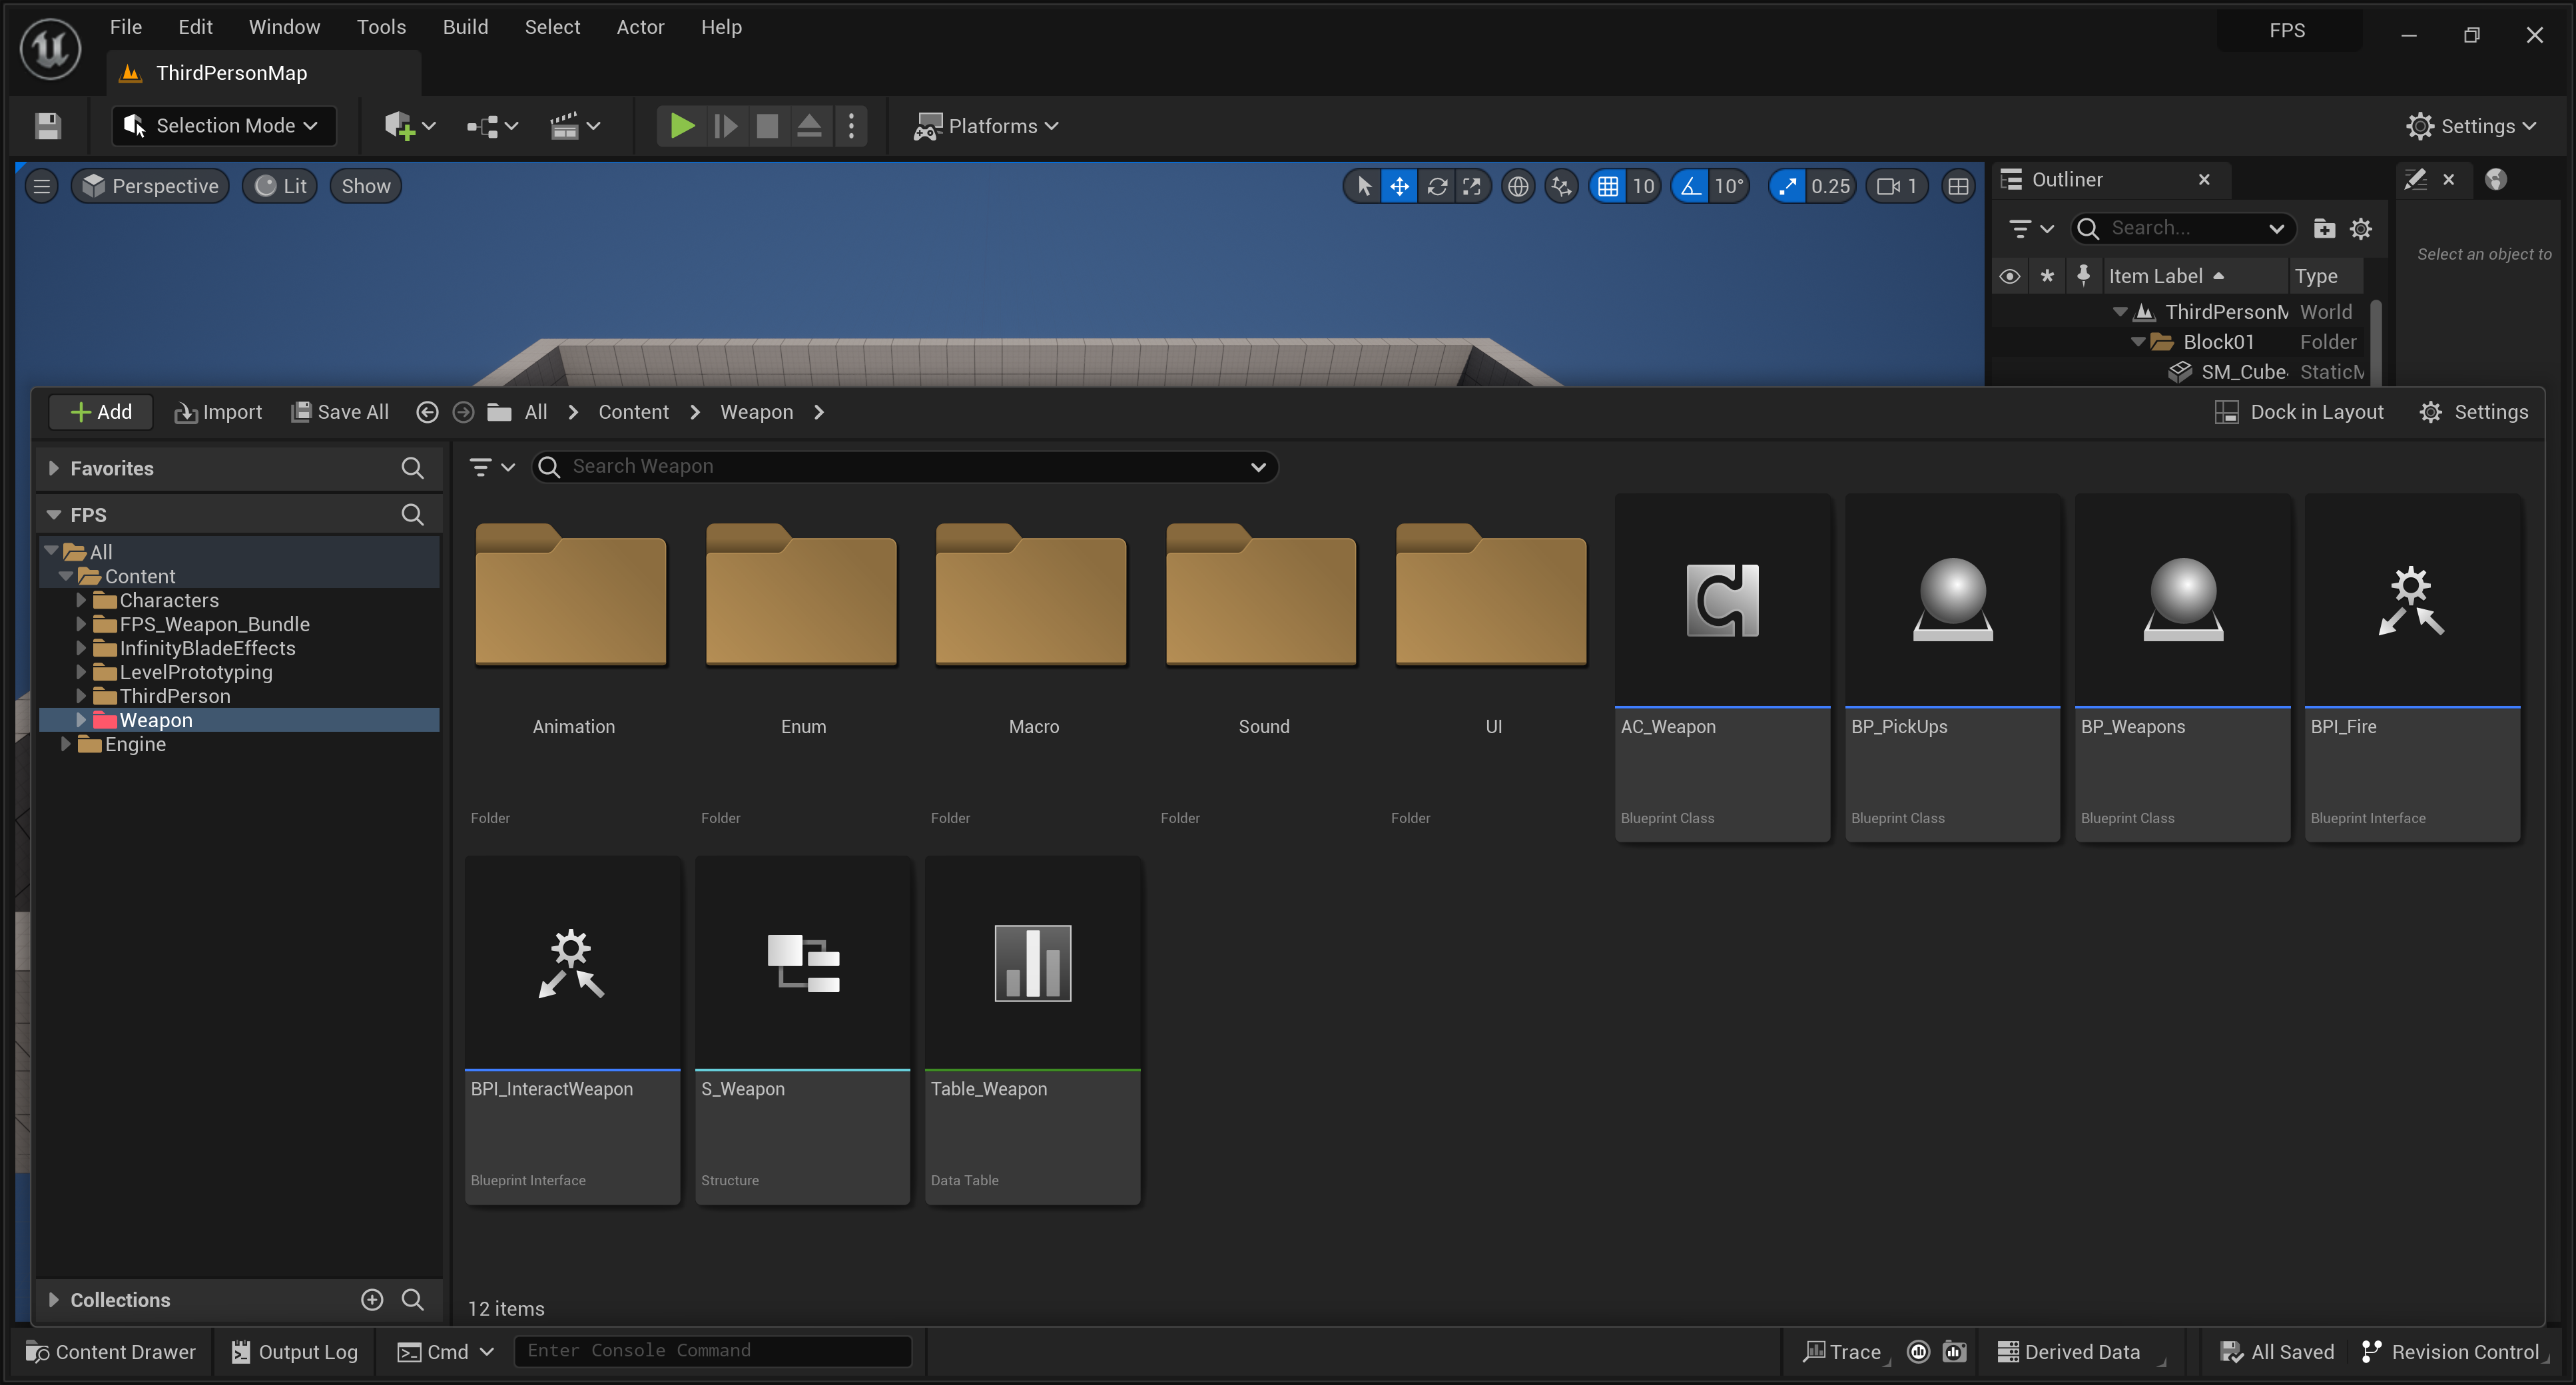 File Edit Window Tools Build Select Actor Help
FPS
ThirdPersonMap
Selection Mode
Platforms
Settings
Perspective Lit Show
10 10° 0.25 1
Outliner
Search...
Select an object to
Item Label Type
ThirdPersonM World
Block01 Folder
SM_Cube StaticM
Add Import Save All All Content Weapon
Dock in Layout Settings
Favorites
Search Weapon
FPS
All
Content
Characters
FPS_Weapon_Bundle
InfinityBladeEffects
LevelPrototyping
ThirdPerson
Weapon
Engine
Animation Enum Macro Sound UI AC_Weapon BP_PickUps BP_Weapons BPI_Fire
Folder Folder Folder Folder Folder Blueprint Class Blueprint Class Blueprint Class Blueprint Interface
BPI_InteractWeapon S_Weapon Table_Weapon
Blueprint Interface Structure Data Table
Collections
12 items
Content Drawer Output Log Cmd Enter Console Command
Trace Derived Data All Saved Revision Control